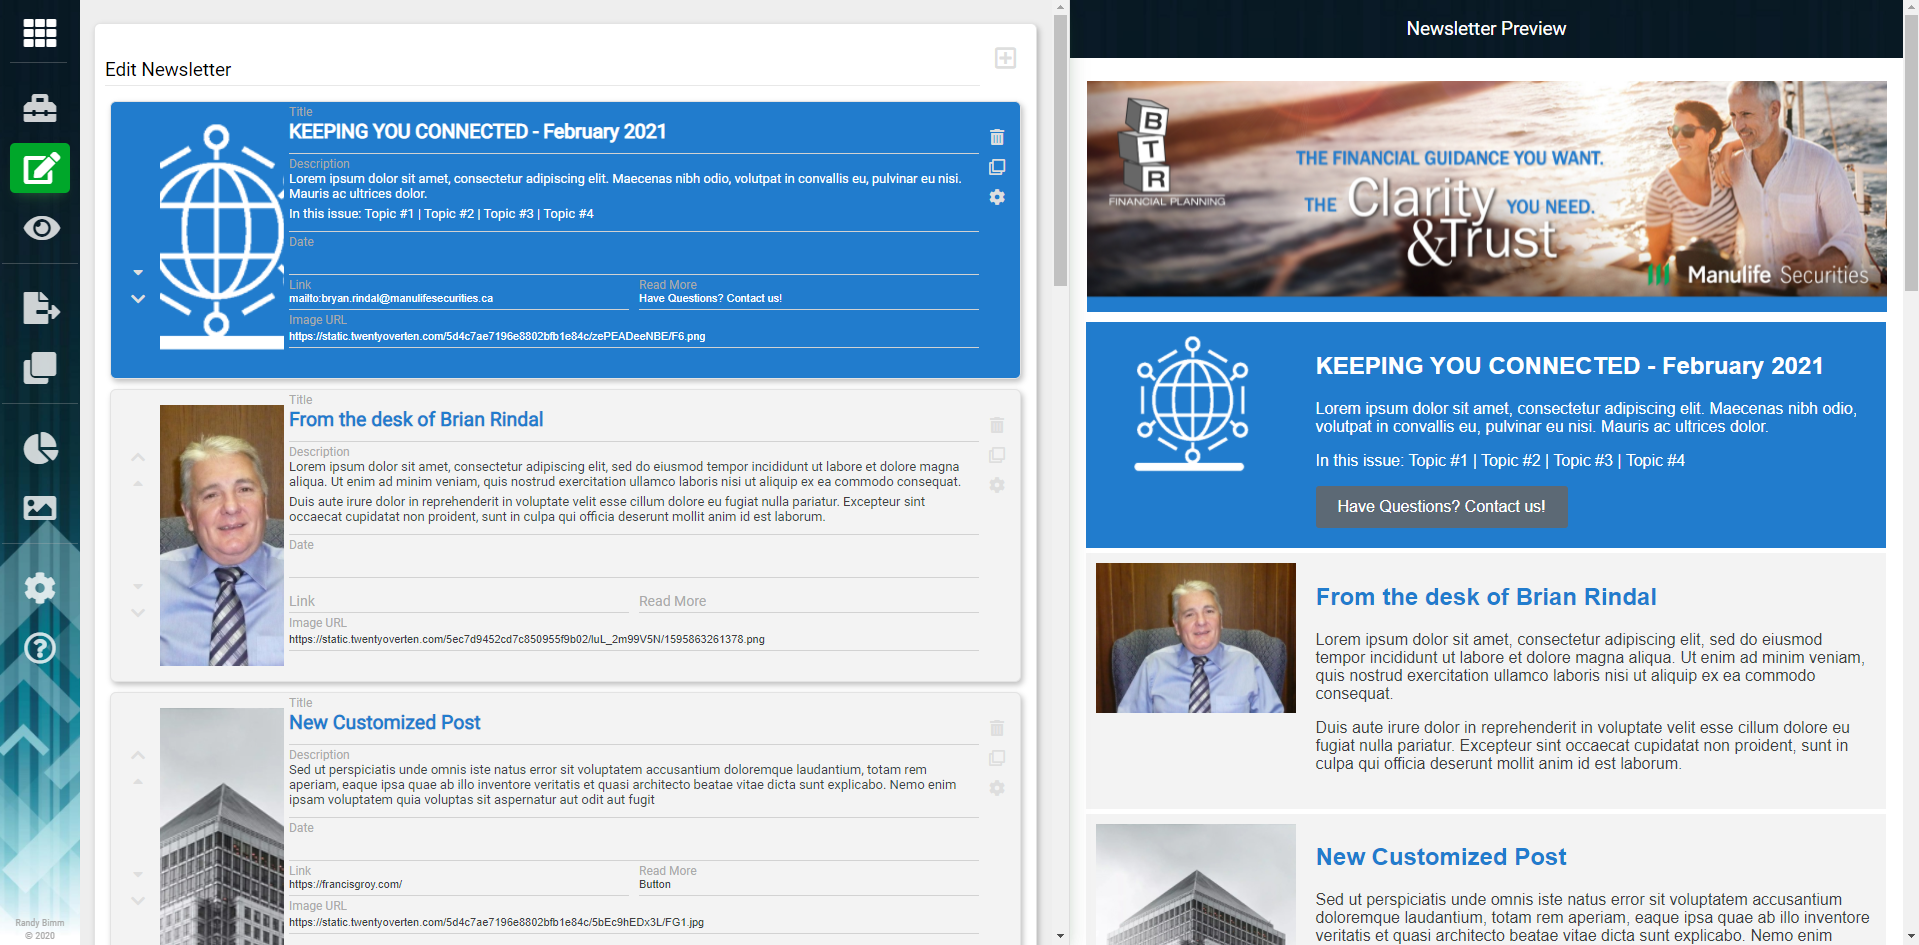 Edit Newsletter
Title
KEEPING YOU CONNECTED - February 2021
Description
Lorem ipsum dolor sit amet, consectetur adipiscing elit. Maecenas nibh odio, volutpat in convallis eu, pulvinar eu nisi.
Mauris ac ultrices dolor.
In this issue: Topic #1 | Topic #2 | Topic #3 | Topic #4
Date
Link
Read More
mailto:bryan.rindal@manulifesecurities.ca
Have Questions? Contact us!
Image URL
https://static.twentyoverten.com/5d4c7ae7196e8802bfb1e84c/zePEADeeNBE/F6.png
Title
From the desk of Brian Rindal
Description
Lorem ipsum dolor sit amet, consectetur adipiscing elit, sed do eiusmod tempor incididunt ut labore et dolore magna
aliqua. Ut enim ad minim veniam, quis nostrud exercitation ullamco laboris nisi ut aliquip ex ea commodo consequat.
Duis aute irure dolor in reprehenderit in voluptate velit esse cillum dolore eu fugiat nulla pariatur. Excepteur sint
occaecat cupidatat non proident, sunt in culpa qui officia deserunt mollit anim id est laborum.
Date
Link
Read More
Image URL
https://static.twentyoverten.com/5ec7d9452cd7c850955f9b02/luL_2m99V5N/1595863261378.png
Title
New Customized Post
Description
Sed ut perspiciatis unde omnis iste natus error sit voluptatem accusantium doloremque laudantium, totam rem
aperiam, eaque ipsa quae ab illo inventore veritatis et quasi architecto beatae vitae dicta sunt explicabo. Nemo enim
ipsam voluptatem quia voluptas sit aspernatur aut odit aut fugit
Date
Link
Read More
https://francisgroy.com/
Button
Image URL
https://static.twentyoverten.com/5d4c7ae7196e8802bfb1e84c/5bEc9hEDx3L/FG1.jpg
Randy Bimm
© 2020
Newsletter Preview
BTR
FINANCIAL PLANNING
THE FINANCIAL GUIDANCE YOU WANT.
THE Clarity YOU NEED.
&Trust
Manulife Securities
KEEPING YOU CONNECTED - February 2021
Lorem ipsum dolor sit amet, consectetur adipiscing elit. Maecenas nibh odio,
volutpat in convallis eu, pulvinar eu nisi. Mauris ac ultrices dolor.
In this issue: Topic #1 | Topic #2 | Topic #3 | Topic #4
Have Questions? Contact us!
From the desk of Brian Rindal
Lorem ipsum dolor sit amet, consectetur adipiscing elit, sed do eiusmod
tempor incididunt ut labore et dolore magna aliqua. Ut enim ad minim veniam,
quis nostrud exercitation ullamco laboris nisi ut aliquip ex ea commodo
consequat.
Duis aute irure dolor in reprehenderit in voluptate velit esse cillum dolore eu
fugiat nulla pariatur. Excepteur sint occaecat cupidatat non proident, sunt in
culpa qui officia deserunt mollit anim id est laborum.
New Customized Post
Sed ut perspiciatis unde omnis iste natus error sit voluptatem accusantium
doloremque laudantium, totam rem aperiam, eaque ipsa quae ab illo inventore
veritatis et quasi architecto beatae vitae dicta sunt explicabo. Nemo enim